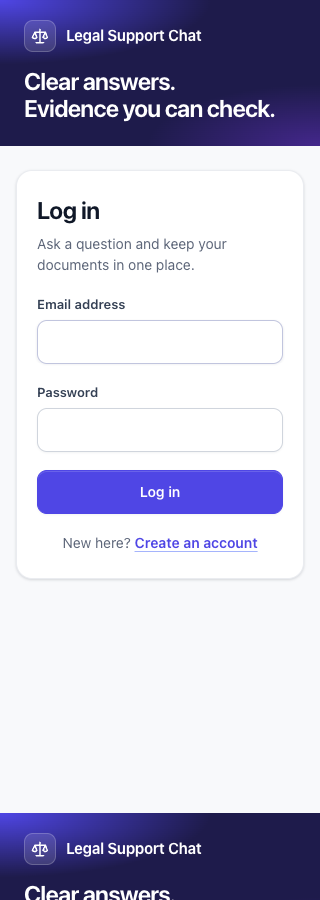 Legal Support Chat
Clear answers.
Evidence you can check.
Log in
Ask a question and keep your
documents in one place.
Email address
Password
Log in
New here? Create an account
Legal Support Chat
Clear answers.